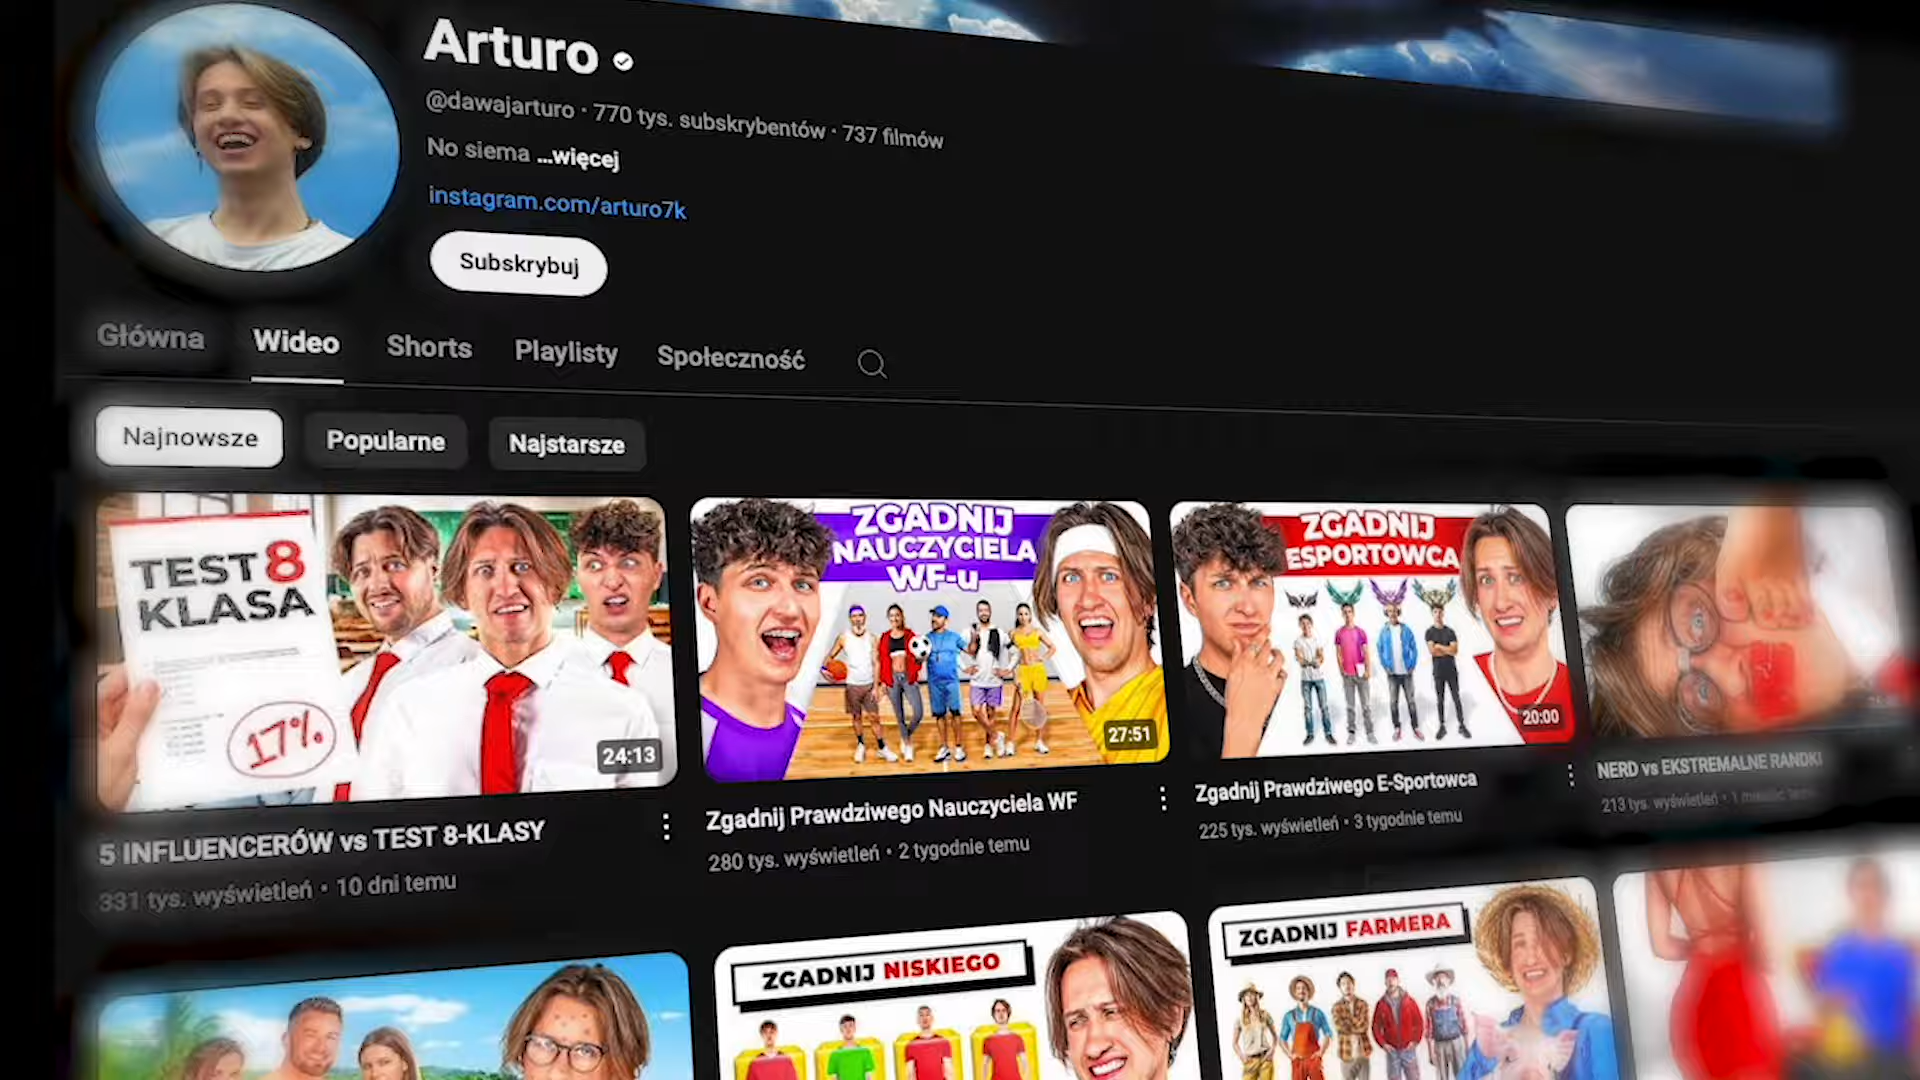 Arturo
@dawajarturo · 770 tys. subskrybentów · 737 filmów
No siema ...więcej
instagram.com/arturo7k
Subskrybuj
Główna Wideo Shorts Playlisty Społeczność
Najnowsze Popularne Najstarsze
TEST 8
KLASA
17%
24:13
ZGADNIJ
NAUCZYCIELA
WF-u
27:51
ZGADNIJ
ESPORTOWCA
20:00
5 INFLUENCERÓW vs TEST 8-KLASY
331 tys. wyświetleń • 10 dni temu
Zgadnij Prawdziwego Nauczyciela WF
280 tys. wyświetleń • 2 tygodnie temu
Zgadnij Prawdziwego E-Sportowca
225 tys. wyświetleń • 3 tygodnie temu
NERD vs EKSTREMALNE RANDKI
213 tys. wyświetleń • 1 miesiąc temu
ZGADNIJ NISKIEGO
ZGADNIJ FARMERA